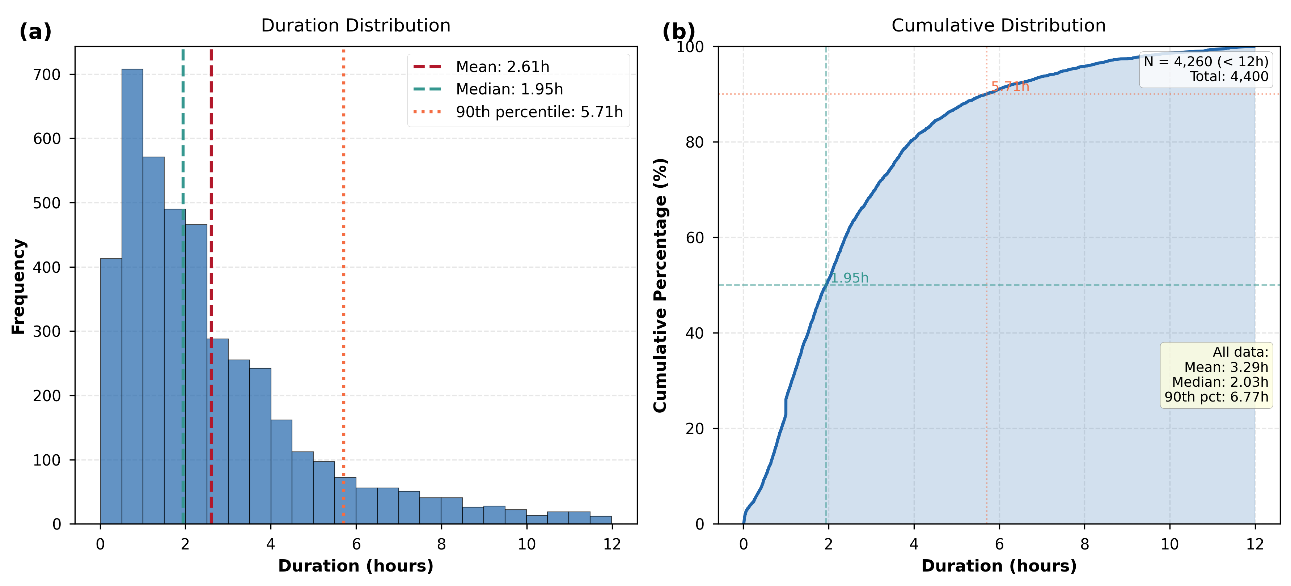 (a)
Duration Distribution
Mean: 2.61h
Median: 1.95h
90th percentile: 5.71h
Frequency
700
600
500
400
300
200
100
0
0 2 4 6 8 10 12
Duration (hours)
(b)
Cumulative Distribution
N = 4,260 (< 12h)
Total: 4,400
5.71h
1.95h
All data:
Mean: 3.29h
Median: 2.03h
90th pct: 6.77h
Cumulative Percentage (%)
100
80
60
40
20
0
0 2 4 6 8 10 12
Duration (hours)